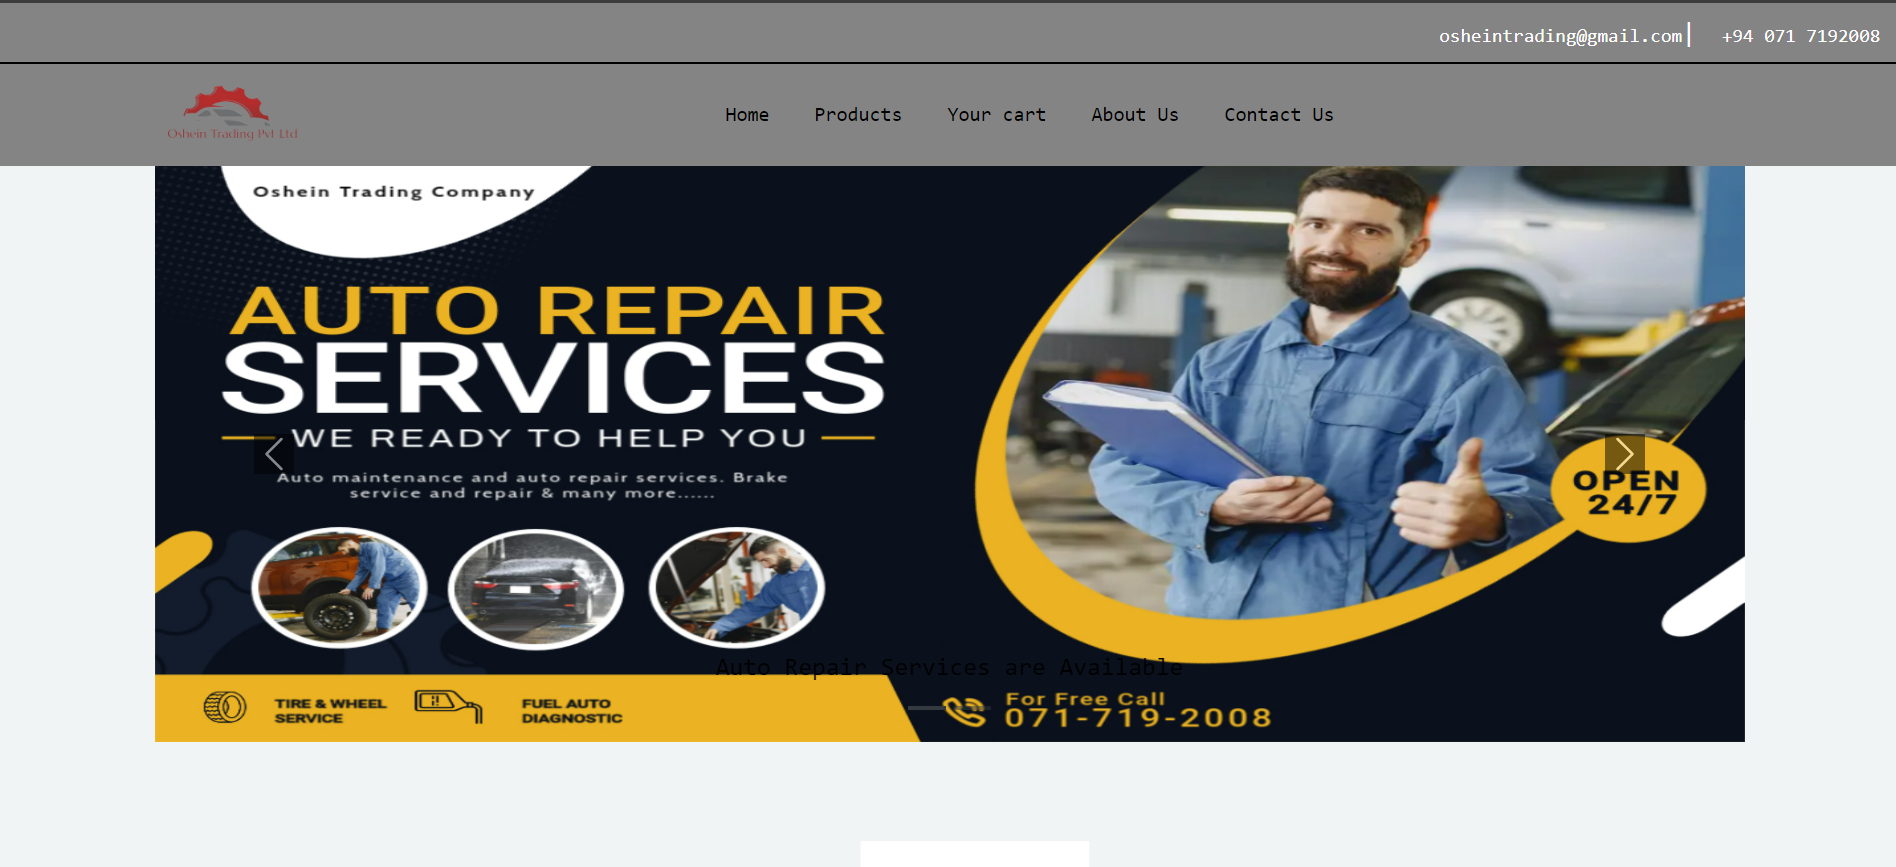 osheintrading@gmail.com| +94 071 7192008
Oshein Trading Pvt Ltd
Home Products Your cart About Us Contact Us
Oshein Trading Company
AUTO REPAIR
SERVICES
WE READY TO HELP YOU
Auto maintenance and auto repair services. Brake
service and repair & many more......
OPEN
24/7
Auto Repair Services are Available
TIRE & WHEEL
SERVICE
FUEL AUTO
DIAGNOSTIC
For Free Call
071-719-2008